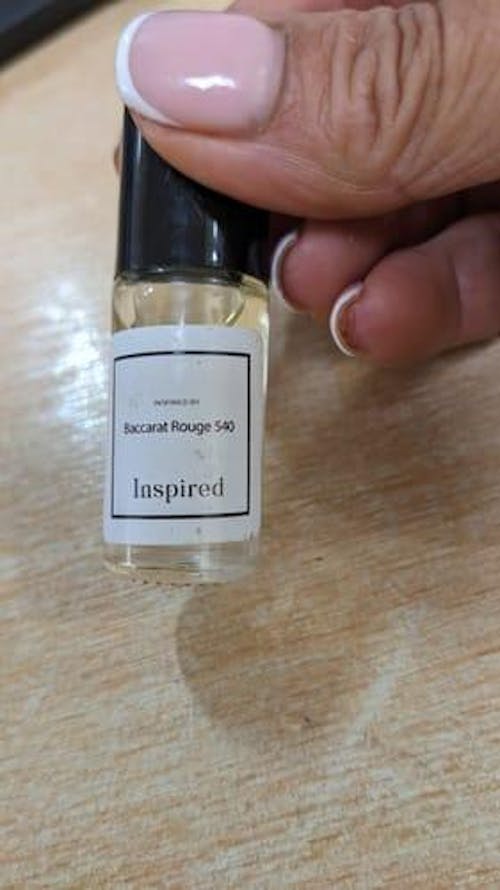 INSPIRED BY
Baccarat Rouge 540
Inspired